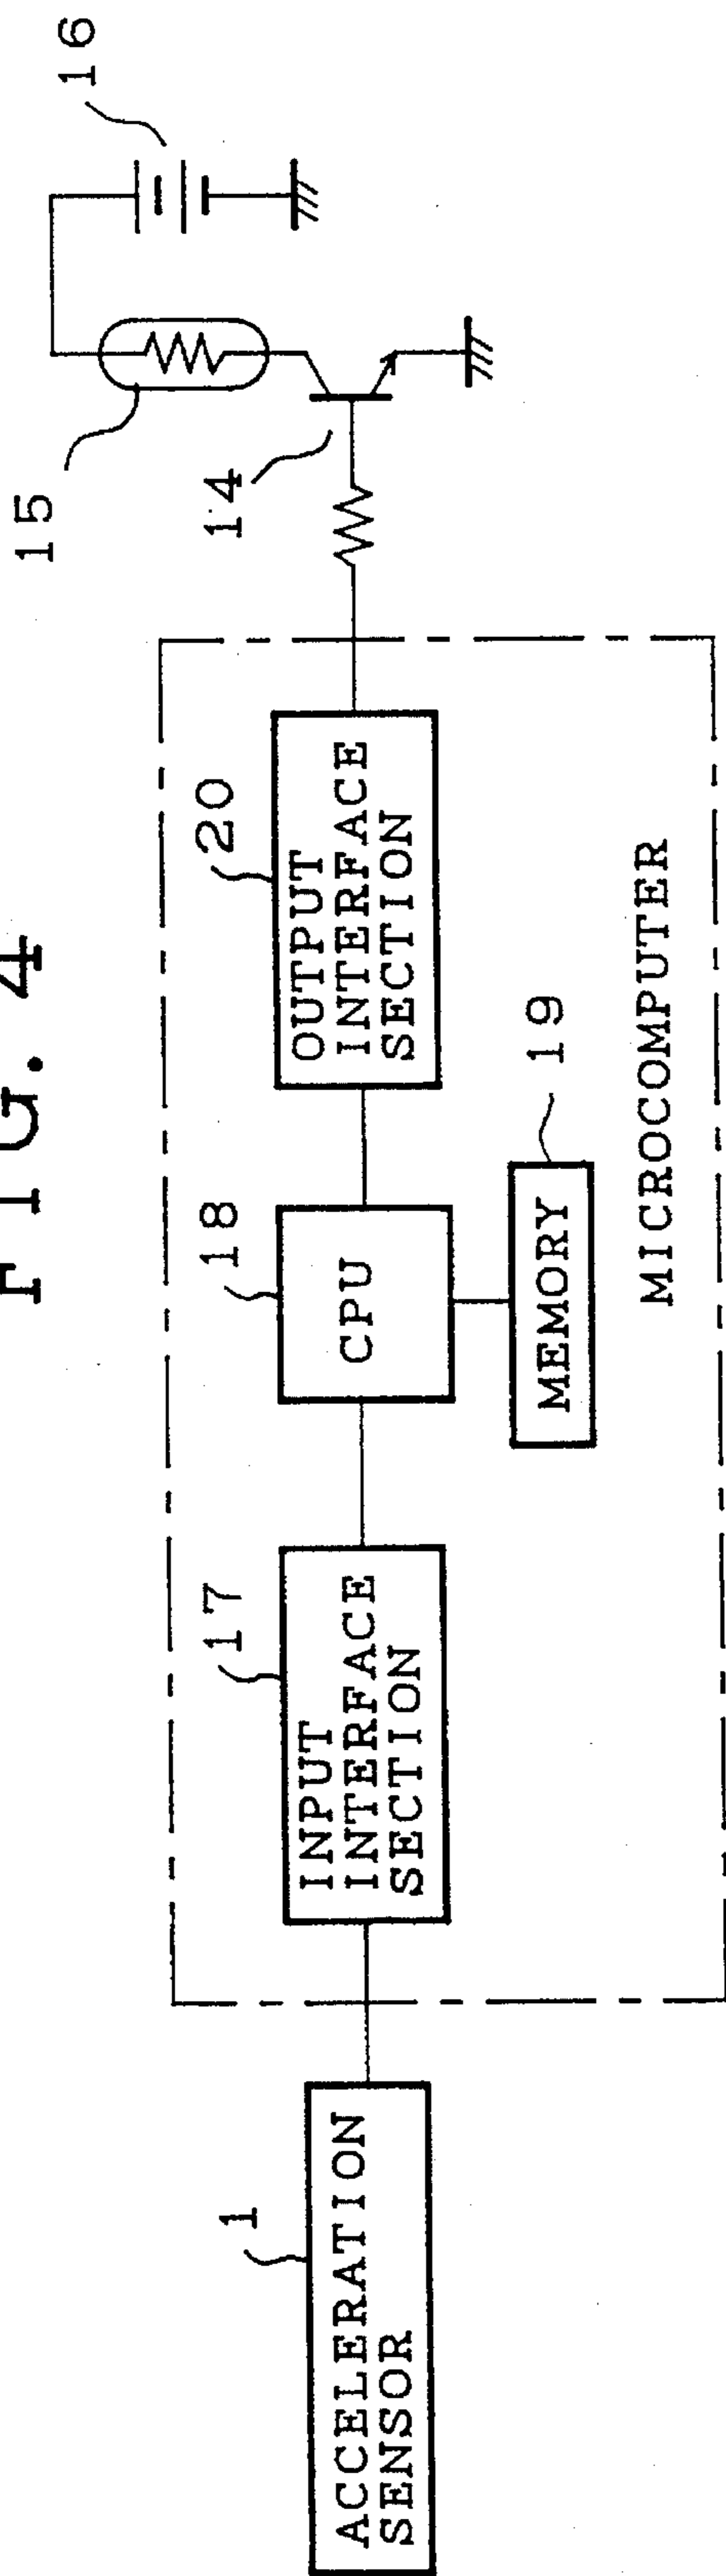 FIG. 4
1
ACCELERATION
SENSOR
17
INPUT
INTERFACE
SECTION
18
CPU
19
MEMORY
20
OUTPUT
INTERFACE
SECTION
MICROCOMPUTER
14
15
16